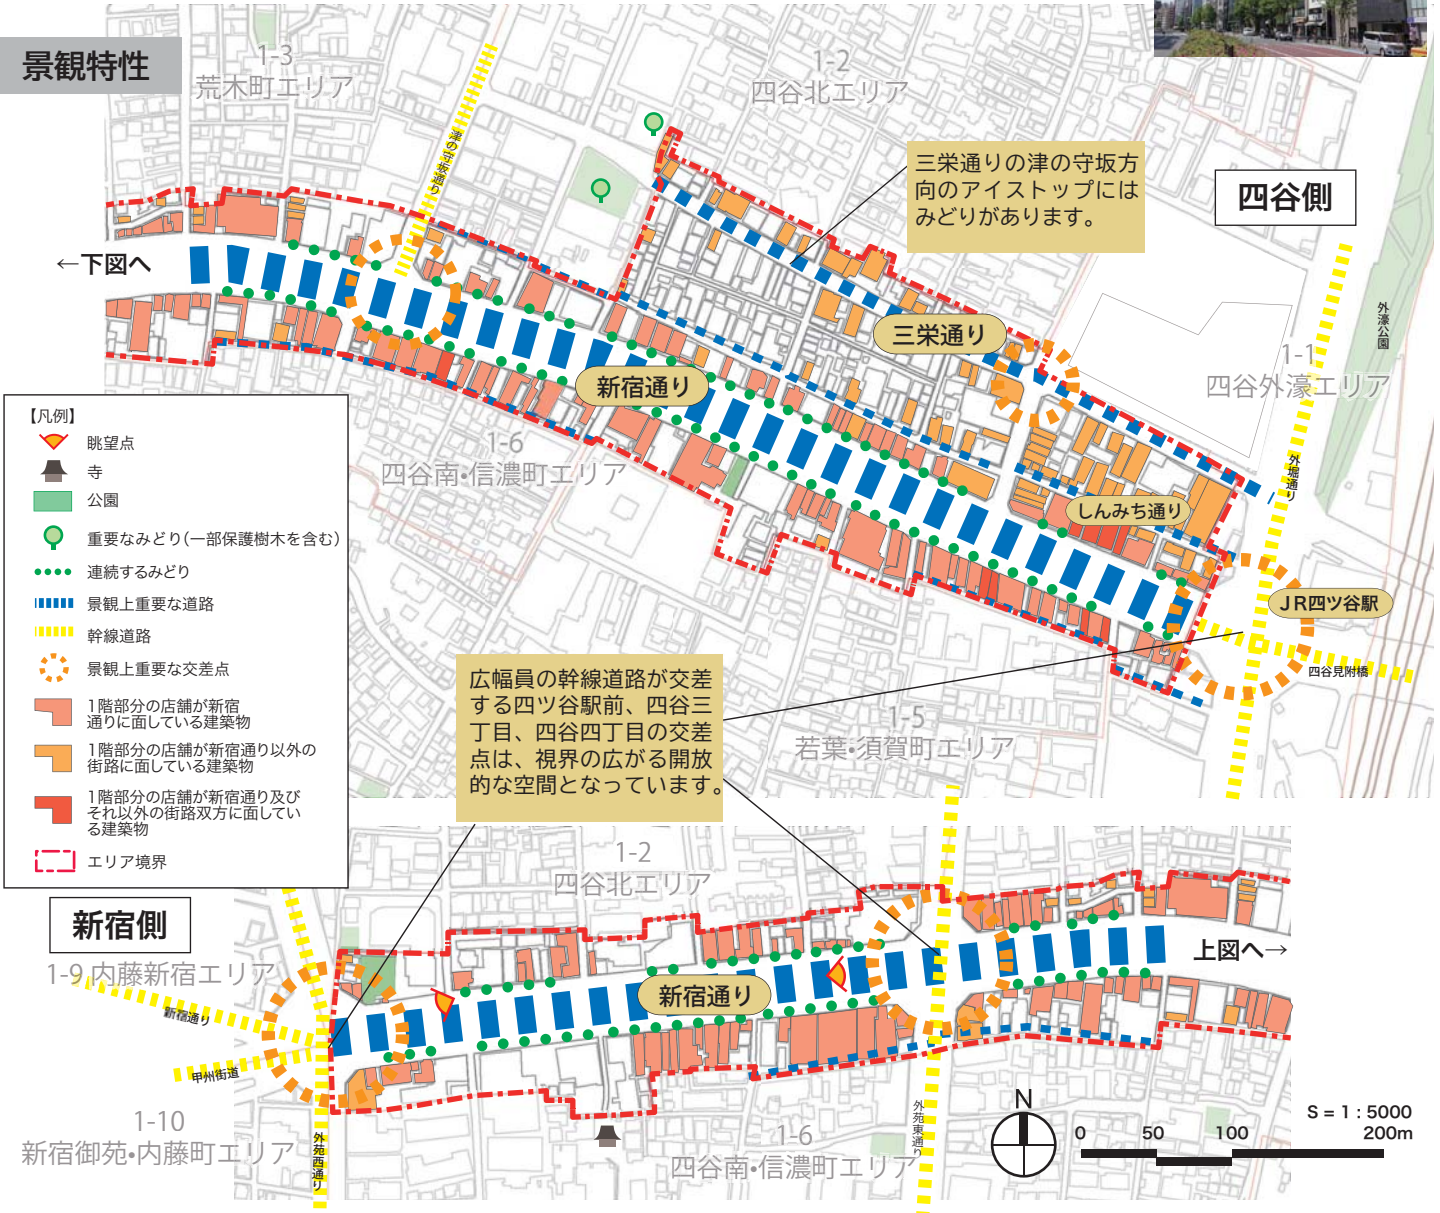 景観特性
1-3
荒木町エリア
1-2
四谷北エリア
津の守坂通り
三栄通りの津の守坂方
向のアイストップには
みどりがあります。
四谷側
←下図へ
三栄通り
新宿通り
外濠公園
1-1
四谷外濠エリア
1-6
四谷南・信濃町エリア
外堀通り
しんみち通り
JR四ツ谷駅
四谷見附橋
1-5
若葉・須賀町エリア
【凡例】
眺望点
寺
公園
重要なみどり(一部保護樹木を含む)
連続するみどり
景観上重要な道路
幹線道路
景観上重要な交差点
1階部分の店舗が新宿
通りに面している建築物
1階部分の店舗が新宿通り以外の
街路に面している建築物
1階部分の店舗が新宿通り及び
それ以外の街路双方に面してい
る建築物
エリア境界
広幅員の幹線道路が交差
する四ツ谷駅前、四谷三
丁目、四谷四丁目の交差
点は、視界の広がる開放
的な空間となっています。
新宿側
1-2
四谷北エリア
1-9 内藤新宿エリア
上図へ→
新宿通り
新宿通り
甲州街道
1-10
新宿御苑・内藤町エリア
外苑西通り
1-6
四谷南・信濃町エリア
外苑東通り
N
S = 1 : 5000
0 50 100 200m